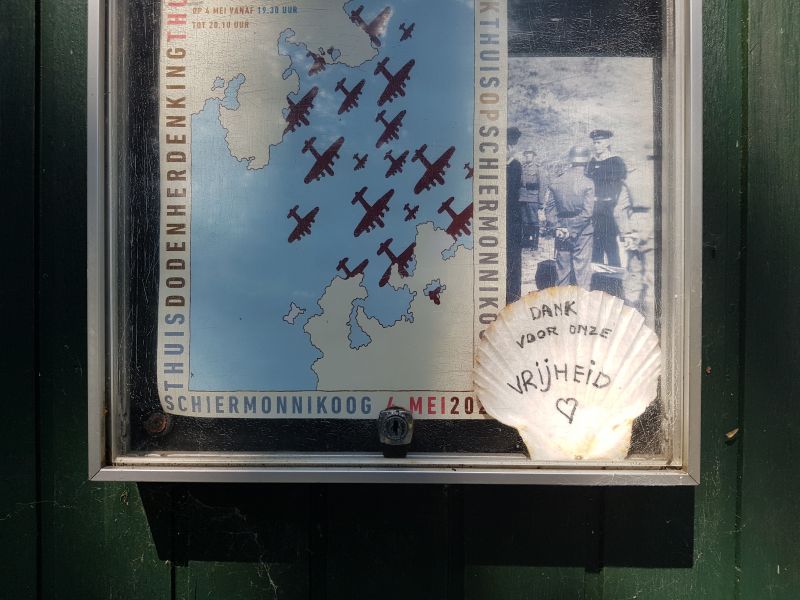 OP 4 MEI VANAF 19.30 UUR
TOT 20.10 UUR
THUISDODENHERDENKINGTHU
KTHUISOPSCHIERMONNIKOO
SCHIERMONNIKOOG 4 MEI 202
DANK
VOOR ONZE
VRIJHEID
♡